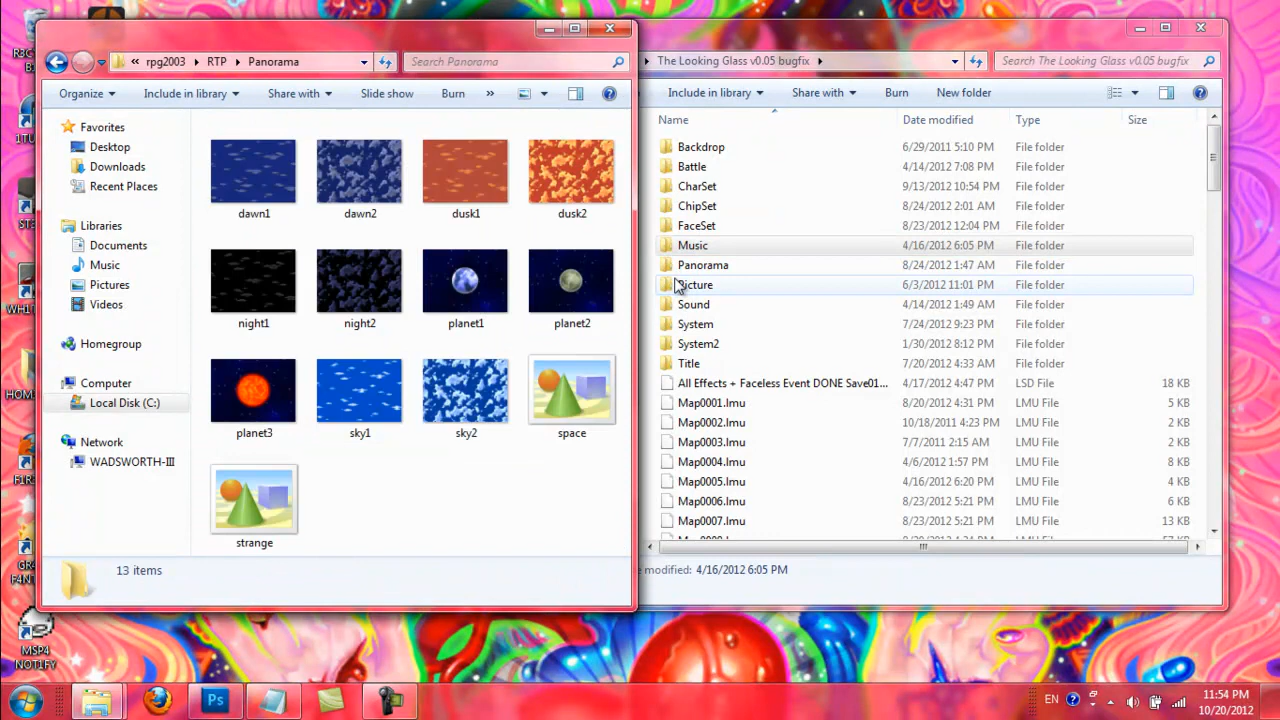 rpg2003 ▸ RTP ▸ Panorama
Search Panorama
Organize
Include in library
Share with
Slide show
Burn
»
Favorites
Desktop
Downloads
Recent Places
Libraries
Documents
Music
Pictures
Videos
Homegroup
Computer
Local Disk (C:)
Network
WADSWORTH-III
dawn1
dawn2
dusk1
dusk2
night1
night2
planet1
planet2
planet3
sky1
sky2
space
strange
13 items
The Looking Glass v0.05 bugfix
Search The Looking Glass v0.05 bugfix
Include in library
Share with
Burn
New folder
Name Date modified Type Size
Backdrop 6/29/2011 5:10 PM File folder
Battle 4/14/2012 7:08 PM File folder
CharSet 9/13/2012 10:54 PM File folder
ChipSet 8/24/2012 2:01 AM File folder
FaceSet 8/23/2012 12:04 PM File folder
Music 4/16/2012 6:05 PM File folder
Panorama 8/24/2012 1:47 AM File folder
Picture 6/3/2012 11:01 PM File folder
Sound 4/14/2012 1:49 AM File folder
System 7/24/2012 9:23 PM File folder
System2 1/30/2012 8:12 PM File folder
Title 7/20/2012 4:33 AM File folder
All Effects + Faceless Event DONE Save01... 4/17/2012 4:47 PM LSD File 18 KB
Map0001.lmu 8/20/2012 4:31 PM LMU File 5 KB
Map0002.lmu 10/18/2011 4:23 PM LMU File 2 KB
Map0003.lmu 7/7/2011 2:15 AM LMU File 2 KB
Map0004.lmu 4/6/2012 1:57 PM LMU File 2 KB
Map0005.lmu 4/16/2012 6:20 PM LMU File 4 KB
Map0006.lmu 8/23/2012 5:21 PM LMU File 6 KB
Map0007.lmu 8/23/2012 5:21 PM LMU File 13 KB
modified: 4/16/2012 6:05 PM
MSP4
NOT1FY
Ps
EN
11:54 PM
10/20/2012